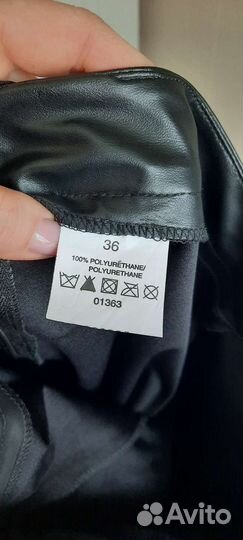 36
100% POLYURÉTHANE/
POLYURETHANE
01363
Avito